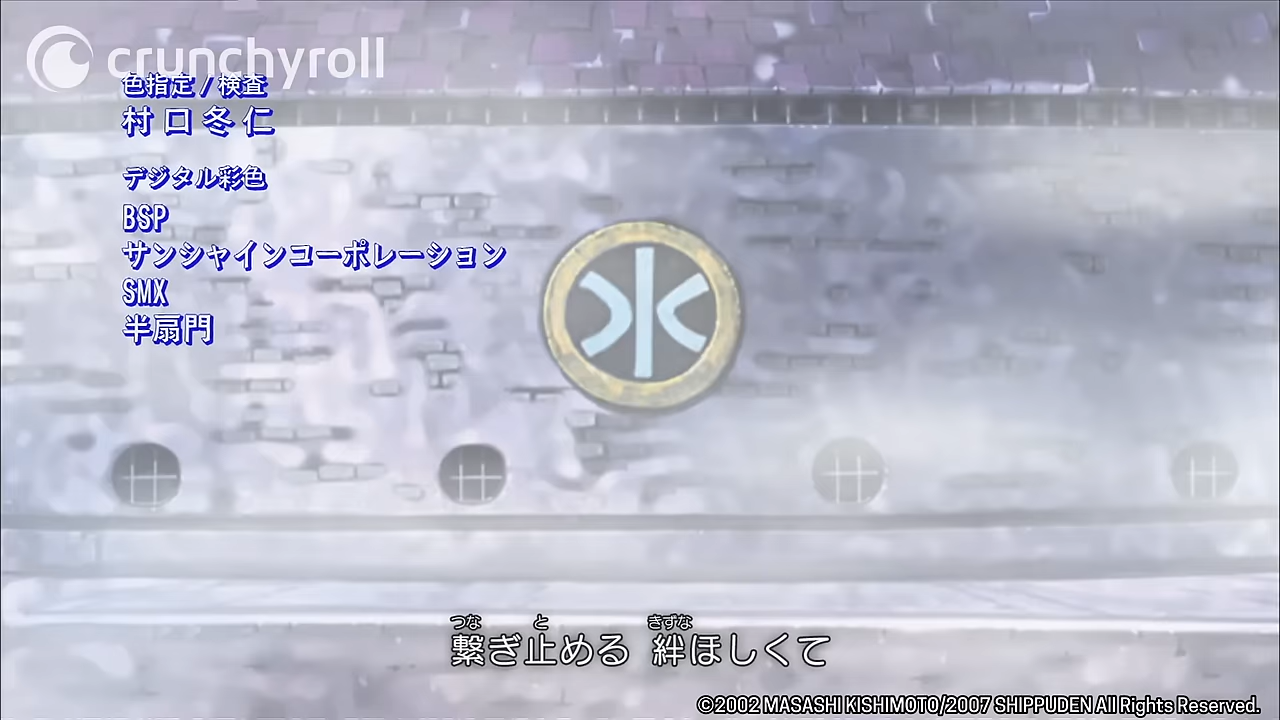 crunchyroll
色指定/検査
村口冬仁
デジタル彩色
BSP
サンシャインコーポレーション
SMX
半扇門
水
つな と きずな
繋ぎ止める 絆ほしくて
©2002 MASASHI KISHIMOTO/2007 SHIPPUDEN All Rights Reserved.